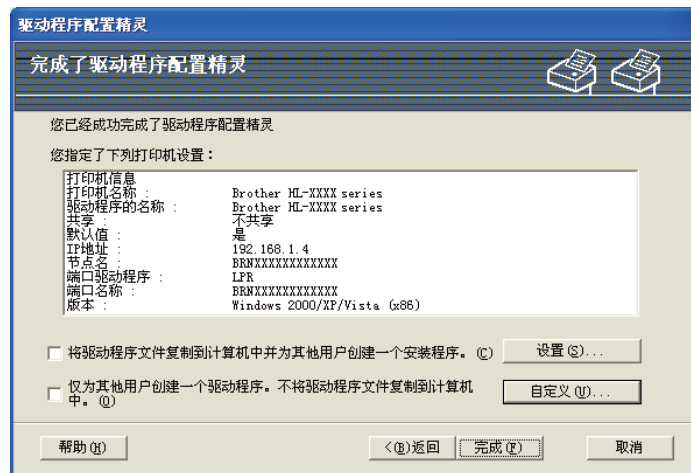 驱动程序配置精灵
完成了驱动程序配置精灵
您已经成功完成了驱动程序配置精灵
您指定了下列打印机设置：
打印机信息
打印机名称 : Brother HL-XXXX series
驱动程序的名称 : Brother HL-XXXX series
共享 : 不共享
默认值 : 是
IP地址 : 192.168.1.4
节点名 : BRNXXXXXXXXXXXX
端口驱动程序 : LPR
端口名称 : BRNXXXXXXXXXXXX
版本 : Windows 2000/XP/Vista (x86)
将驱动程序文件复制到计算机中并为其他用户创建一个安装程序。(C) 设置(S)...
仅为其他用户创建一个驱动程序。不将驱动程序文件复制到计算机 自定义(U)...
中。(O)
帮助(H) <(B)返回 完成(F) 取消